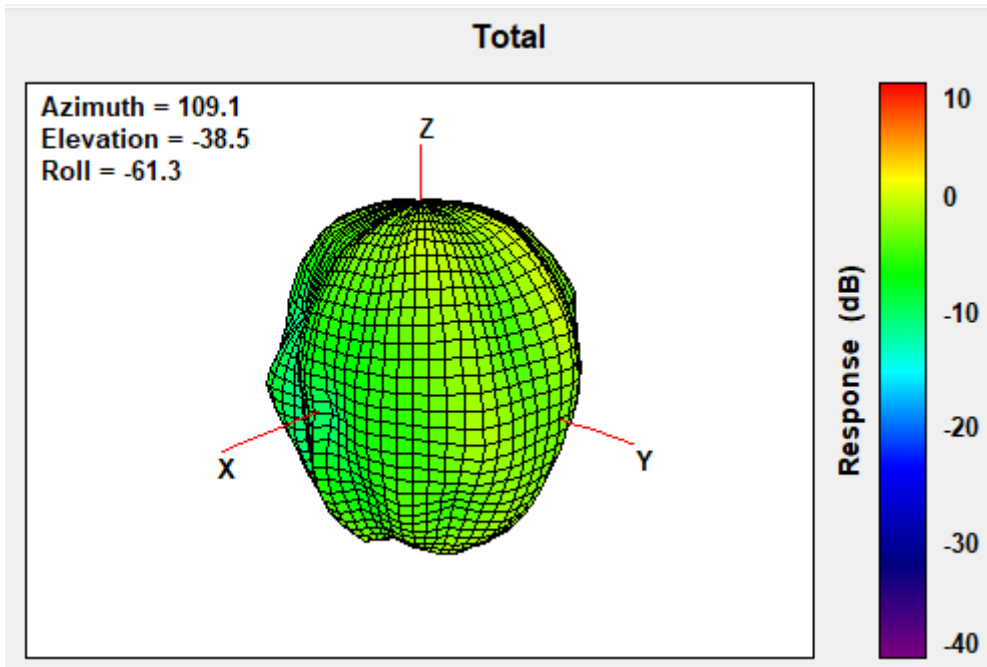 Total
Azimuth = 109.1
Elevation = -38.5
Roll = -61.3
Z
X
Y
Response (dB)
10
0
-10
-20
-30
-40